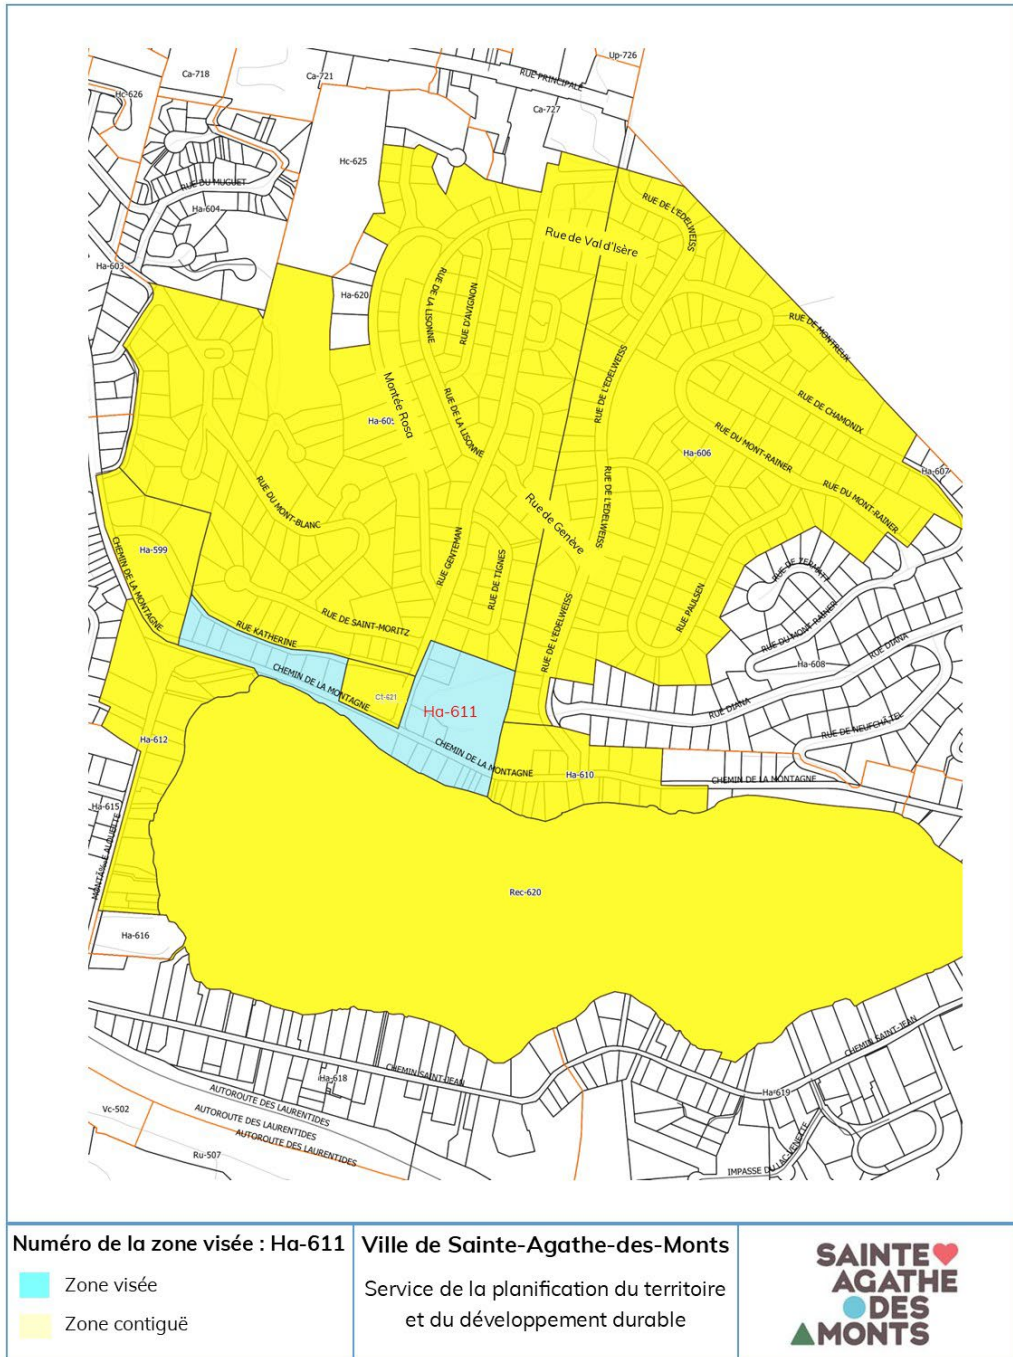 Up-726
Ca-718
Ca-721
RUE PRINCIPALE
Hc-626
Ca-727
Hc-625
RUE DU MUGUET
RUE DE L'EDELWEISS
Ha-604
Rue de Val d'Isère
Ha-603
RUE DE LA LISONNE
RUE D'AVIGNON
Ha-620
RUE DE MONTREUX
RUE DE L'EDELWEISS
Montée Rosa
RUE DE LA LISONNE
RUE DE CHAMONIX
RUE DU MONT-RAINER
Ha-606
Ha-607
RUE DU MONT-BLANC
RUE DE L'EDELWEISS
RUE DU MONT-RAINER
Rue de Genève
RUE GENTEMAN
Ha-599
CHEMIN DE LA MONTAGNE
RUE DE TIGNES
RUE DE ZERMATT
RUE DE L'EDELWEISS
RUE PAULSEN
RUE DE SAINT-MORITZ
RUE KATHERINE
RUE DU MONT-RAINER
RUE DIANA
Ha-608
CHEMIN DE LA MONTAGNE
Ct-621
Ha-611
RUE DIANA
RUE DE NEUFCHÂTEL
Ha-612
CHEMIN DE LA MONTAGNE
Ha-610
CHEMIN DE LA MONTAGNE
Ha-615
Rec-620
Ha-616
CHEMIN SAINT-JEAN
CHEMIN SAINT-JEAN
Ha-618
Ha-619
AUTOROUTE DES LAURENTIDES
Vc-502
AUTOROUTE DES LAURENTIDES
AUTOROUTE DES LAURENTIDES
Ru-507
Numéro de la zone visée : Ha-611
Zone visée
Zone contiguë
Ville de Sainte-Agathe-des-Monts
Service de la planification du territoire
et du développement durable
SAINTE
AGATHE
DES
MONTS